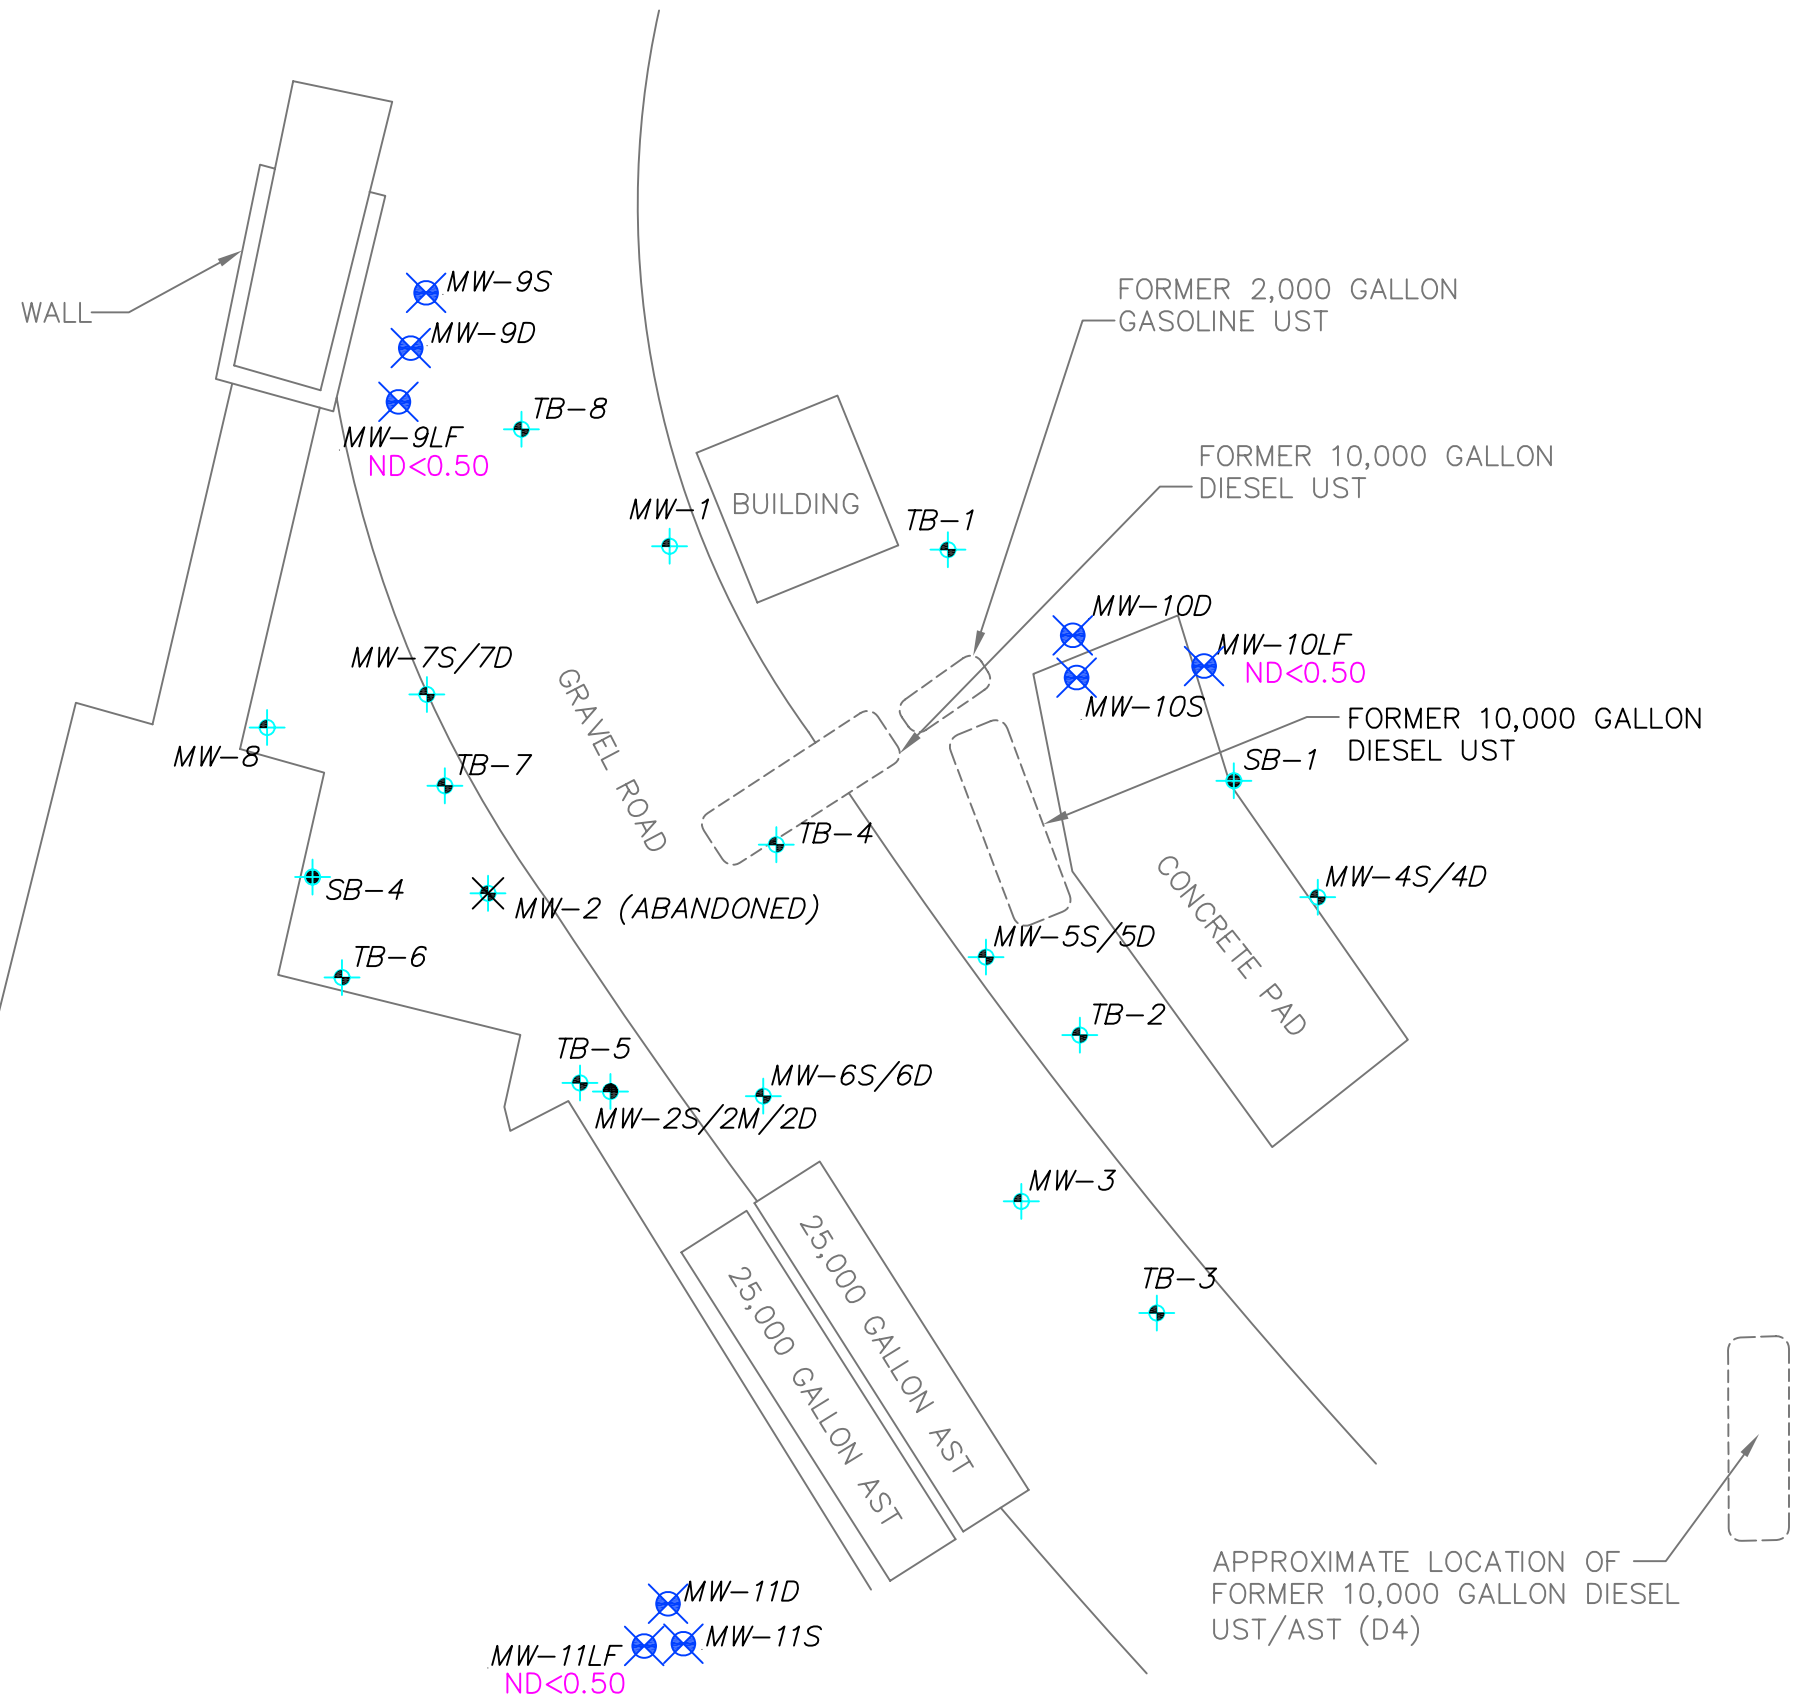 MW-9S
WALL
MW-9D
FORMER 2,000 GALLON
GASOLINE UST
MW-9LF
ND<0.50
TB-8
FORMER 10,000 GALLON
DIESEL UST
MW-1
BUILDING
TB-1
MW-10D
MW-10LF
ND<0.50
MW-7S/7D
MW-10S
GRAVEL ROAD
FORMER 10,000 GALLON
DIESEL UST
MW-8
TB-7
SB-1
TB-4
SB-4
MW-2 (ABANDONED)
MW-4S/4D
CONCRETE PAD
MW-5S/5D
TB-6
TB-2
TB-5
MW-6S/6D
MW-2S/2M/2D
MW-3
TB-3
25,000 GALLON AST
25,000 GALLON AST
APPROXIMATE LOCATION OF
FORMER 10,000 GALLON DIESEL
UST/AST (D4)
MW-11D
MW-11S
MW-11LF
ND<0.50